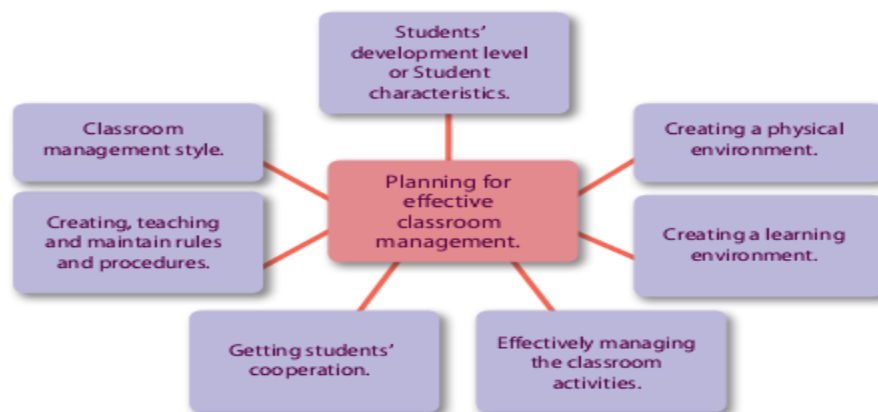 Students'
development level
or Student
characteristics.
Classroom
management style.
Creating a physical
environment.
Planning for
effective
classroom
management.
Creating, teaching
and maintain rules
and procedures.
Creating a learning
environment.
Getting students'
cooperation.
Effectively managing
the classroom
activities.